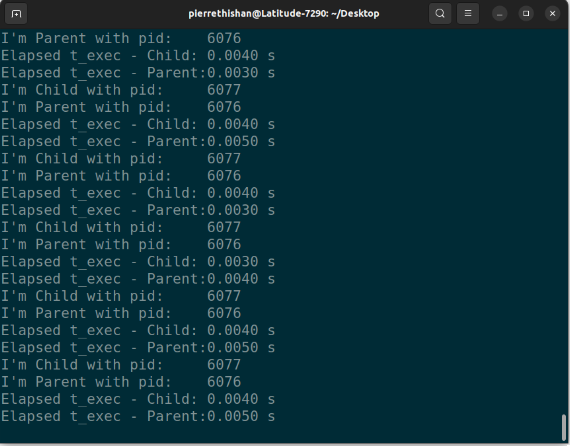 pierrethishan@Latitude-7290: ~/Desktop
I'm Parent with pid:    6076
Elapsed t_exec - Child: 0.0040 s
Elapsed t_exec - Parent:0.0030 s
I'm Child with pid:     6077
I'm Parent with pid:    6076
Elapsed t_exec - Child: 0.0040 s
Elapsed t_exec - Parent:0.0050 s
I'm Child with pid:     6077
I'm Parent with pid:    6076
Elapsed t_exec - Child: 0.0040 s
Elapsed t_exec - Parent:0.0030 s
I'm Child with pid:     6077
I'm Parent with pid:    6076
Elapsed t_exec - Child: 0.0030 s
Elapsed t_exec - Parent:0.0040 s
I'm Child with pid:     6077
I'm Parent with pid:    6076
Elapsed t_exec - Child: 0.0040 s
Elapsed t_exec - Parent:0.0050 s
I'm Child with pid:     6077
I'm Parent with pid:    6076
Elapsed t_exec - Child: 0.0040 s
Elapsed t_exec - Parent:0.0050 s